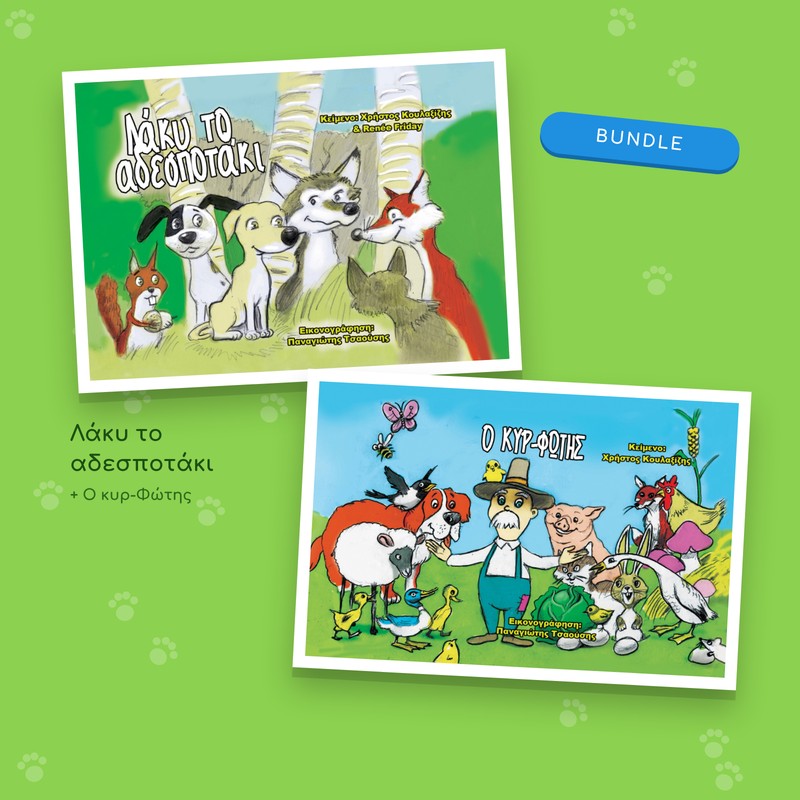 Λάκυ το
αδεσποτάκι
Κείμενο: Χρήστος Κουλαξίζης
& Renée Friday
Εικονογράφηση:
Παναγιώτης Τσαούσης
BUNDLE
Λάκυ το
αδεσποτάκι
+ Ο κυρ-Φώτης
Ο ΚΥΡ-ΦΩΤΗΣ
Κείμενο:
Χρήστος Κουλαξίζης
Εικονογράφηση:
Παναγιώτης Τσαούσης